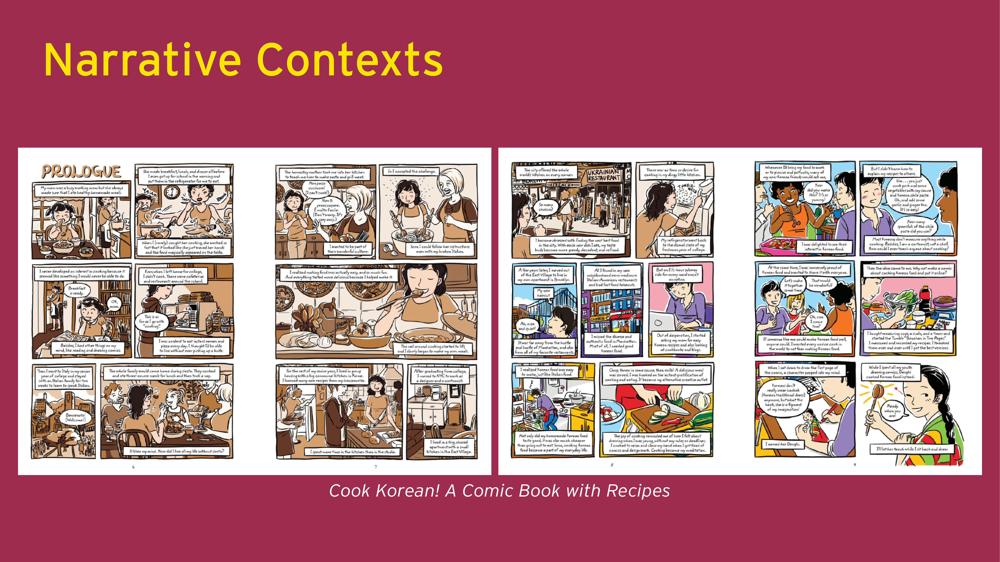 Narrative Contexts
PROLOGUE
My mom was a busy working mom but she always
made sure that I ate healthy homemade meals.
She made breakfast, lunch, and dinner all before
I even got up for school in the morning and
put them in the refrigerator for me to eat.
YAWN.
Taste
Reach
Season
CUT
Flip
WASH
When I (rarely) caught her cooking, she worked so
fast that it looked like she just waved her hands
and the food magically appeared on the table.
I never developed an interest in cooking because it
seemed like something I would never be able to do.
Breakfast
is ready.
OK,
mom.
Besides, I had other things on my
mind, like reading and drawing comics.
Even when I left home for college,
I didn't cook. There were cafeterias
and restaurants around the school.
This is as
far as I go with
"cooking".
I was content to eat instant ramen and
pizza every day. I thought I'd be able
to live without ever picking up a knife.
Then I went to Italy in my senior
year of college and stayed
with an Italian family for two
weeks to learn to speak Italian.
Benvenuta!
(Welcome!)
The whole family would come home during siesta. They cooked
and ate three-course meals for lunch and then took a nap.
It blew my mind. How did I live all my life without siesta?
6
The homestay mother took me into her kitchen
to teach me how to make pasta and grill meat.
Non posso
cucinare!
(I can't cook!)
Non ti
preoccupare.
É molto facile.
(Don't worry. It's
very easy.)
I wanted to be part of
their wonderful culture.
So I accepted the challenge.
Soon I could follow her instructions
even with my broken Italian.
I realized making food was actually easy, and so much fun.
And everything tasted more delicious because I helped make it.
FARINA
The veil around cooking started to lift,
and I slowly began to make my own meals.
For the rest of my senior year, I lived in group
housing with a big communal kitchen in Rome.
I learned many new recipes from my housemates.
I spent more time in the kitchen than in the studio.
After graduating from college,
I moved to NYC to work as
a designer and a cartoonist.
I lived in a tiny, shared
apartment with a small
kitchen in the East Village.
7
The city offered the whole
world's kitchen on every corner.
UKRAINIAN
RESTAURANT
FRENCH
So many
choices!
I became obsessed with finding the next best food
in the city. With each new dish I ate, my taste
buds became more greedy, decadent, and refined.
There was no time or desire for
cooking in my dingy little kitchen.
TUMBLE-
WEED
BEER
My refrigerator went back
to the dismal state of my
freshman year of college.
A few years later, I moved out
of the East Village to live in
my own apartment in Brooklyn.
My new
haircut
Ah, nice
and quiet!
It was far away from the hustle
and bustle of Manhattan, and also
from all of my favorite restaurants.
All I found in my new
neighborhood were mediocre
Italian-American restaurants
and bad fast food takeouts.
PIZZA
CHINESE
I missed the diverse and
authentic food in Manhattan.
Most of all, I needed good
Korean food.
But an 1½-hour subway
ride for every meal wasn't
an option.
Out of desperation, I started
asking my mom for easy
Korean recipes and also looking
at cookbooks and blogs.
I realized Korean food was easy
to make, just like Italian food.
Not only did my homemade Korean food
taste good, it was also much cheaper
than going out to eat. Soon, cooking Korean
food became a part of my everyday life.
Chop, throw in some sauce, then voilà! A delicious meal
was served. I was hooked on the instant gratification of
cooking and eating. It became my alternative creative outlet.
The joy of cooking reminded me of how I felt about
drawing when I was young, without any rules or deadlines.
I cooked to relax and clear my head when I got tired of
comics and design work. Cooking became my meditation.
8
Whenever I'd bring my food to work
or to picnics and potlucks, many of
my non-Korean friends would ask me,
How
did you make
this? It's so
yummy!
I was delighted to see their
interest in Korean food.
But I didn't know how to
explain my recipes to others.
Um . . . you just
cook pork and some
vegetables with soy sauce
and Korean chile paste.
Oh, and add some
garlic and ginger too.
It's so easy!
How many
spoonfuls of the chile
paste did you use?
Most Koreans don't measure anything while
cooking. Besides, I am a cartoonist, not a chef.
How could I ever teach anyone about cooking?
At the same time, I was immensely proud of
Korean food and wanted to share it with everyone.
Let's make
it together
some time.
That would
be wonderful!
Oh, can
I come
too?
If someone like me could make Korean food well,
anyone could. I wanted every novice cook in
the world to not fear making Korean food.
Then the idea came to me. Why not make a comic
about cooking Korean food and put it online?
I bought measuring cups, a scale, and a timer and
started the Tumblr "Banchan in Two Pages."
I measured and recorded my recipes. I tweaked
them over and over until I got the best versions.
When I sat down to draw the first page of
the comic, a character popped into my mind.
Koreans don't
really wear hanbok
(Korean traditional dress)
anymore, but what the
heck, she is a figment
of my imagination!
I named her Dengki.
While I spent all my youth
drawing comics, Dengki
cooked Korean food instead.
Ready
when you
are!
I'll let her teach while I sit back and draw.
9
Cook Korean! A Comic Book with Recipes